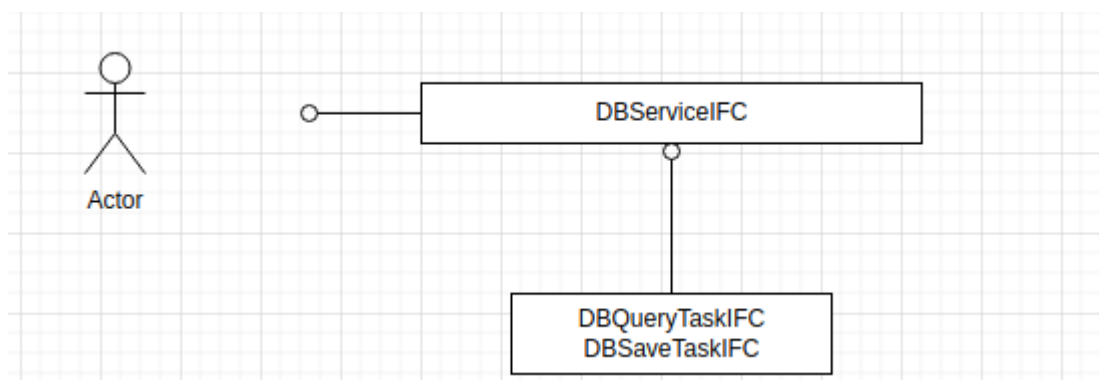 DBServiceIFC
Actor
DBQueryTaskIFC
DBSaveTaskIFC